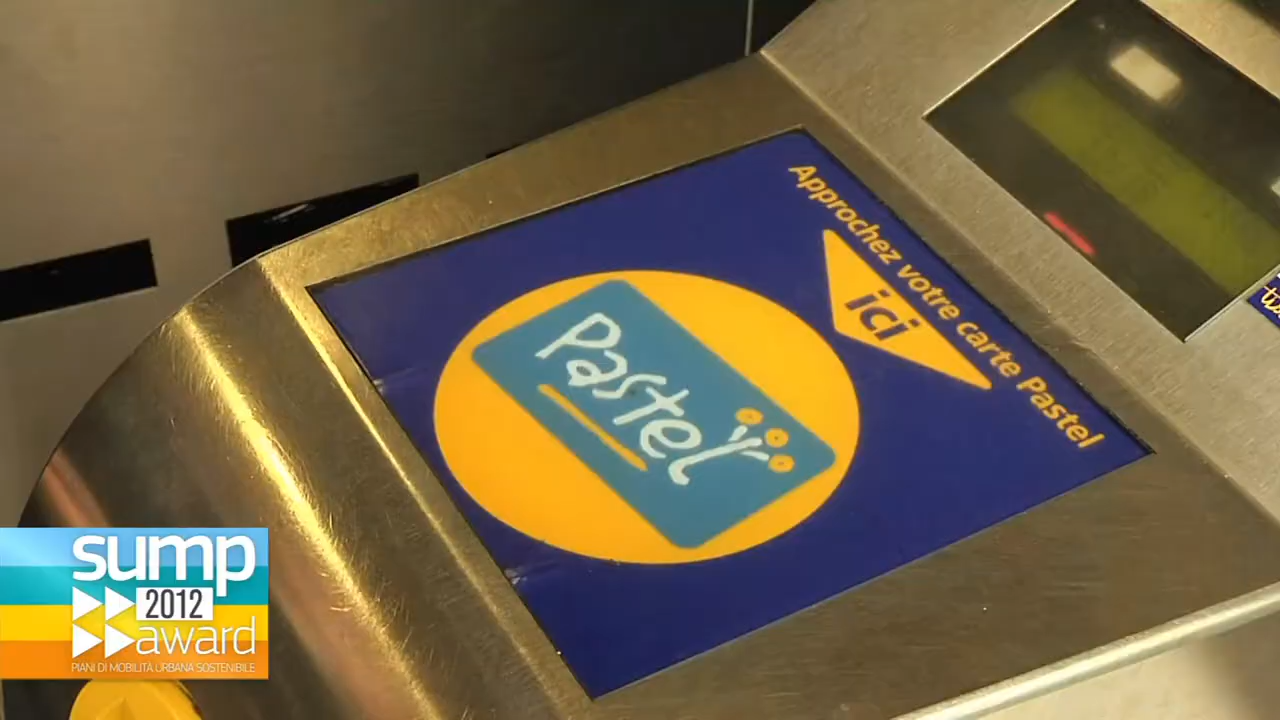 Approchez votre carte Pastel
ici
Pastel
sump
2012
award
PIANI DI MOBILITÀ URBANA SOSTENIBILE